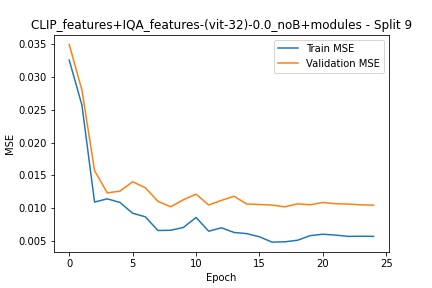 CLIP_features+IQA_features-(vit-32)-0.0_noB+modules - Split 9
0.035
0.030
0.025
0.020
0.015
0.010
0.005
MSE
Train MSE
Validation MSE
0 5 10 15 20 25
Epoch